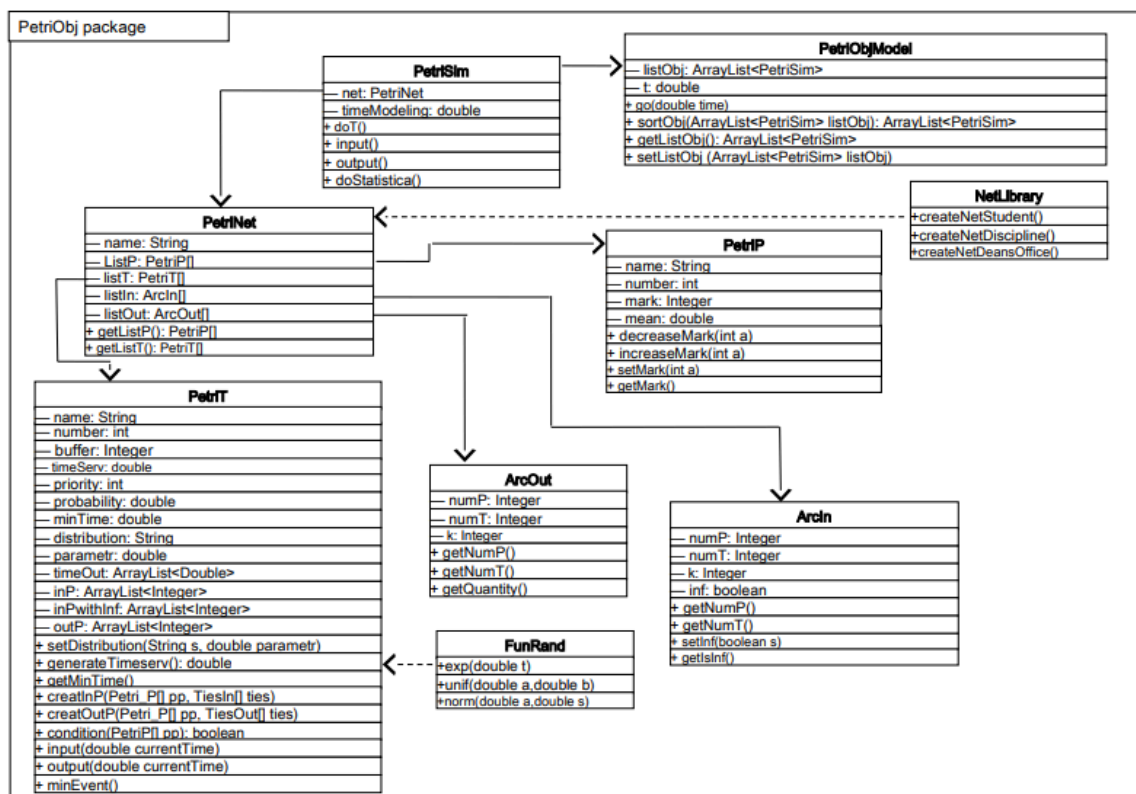 PetriObj package
PetriSim
— net: PetriNet
— timeModeling: double
+ doT()
+ input()
+ output()
+ doStatistica()
PetriObjModel
— listObj: ArrayList<PetriSim>
— t: double
+ go(double time)
+ sortObj(ArrayList<PetriSim> listObj): ArrayList<PetriSim>
+ getListObj(): ArrayList<PetriSim>
+ setListObj (ArrayList<PetriSim> listObj)
NetLibrary
+createNetStudent()
+createNetDiscipline()
+createNetDeansOffice()
PetriNet
— name: String
— ListP: PetriP[]
— listT: PetriT[]
— listIn: ArcIn[]
— listOut: ArcOut[]
+ getListP(): PetriP[]
+ getListT(): PetriT[]
PetriP
— name: String
— number: int
— mark: Integer
— mean: double
+ decreaseMark(int a)
+ increaseMark(int a)
+ setMark(int a)
+ getMark()
PetriT
— name: String
— number: int
— buffer: Integer
— timeServ: double
— priority: int
— probability: double
— minTime: double
— distribution: String
— parametr: double
— timeOut: ArrayList<Double>
— inP: ArrayList<Integer>
— inPwithInf: ArrayList<Integer>
— outP: ArrayList<Integer>
+ setDistribution(String s, double parametr)
+ generateTimeserv(): double
+ getMinTime()
+ creatInP(Petri_P[] pp, TiesIn[] ties)
+ creatOutP(Petri_P[] pp, TiesOut[] ties)
+ condition(PetriP[] pp): boolean
+ input(double currentTime)
+ output(double currentTime)
+ minEvent()
ArcOut
— numP: Integer
— numT: Integer
— k: Integer
+ getNumP()
+ getNumT()
+ getQuantity()
ArcIn
— numP: Integer
— numT: Integer
— k: Integer
— inf: boolean
+ getNumP()
+ getNumT()
+ setInf(boolean s)
+ getIsInf()
FunRand
+exp(double t)
+unif(double a,double b)
+norm(double a,double s)